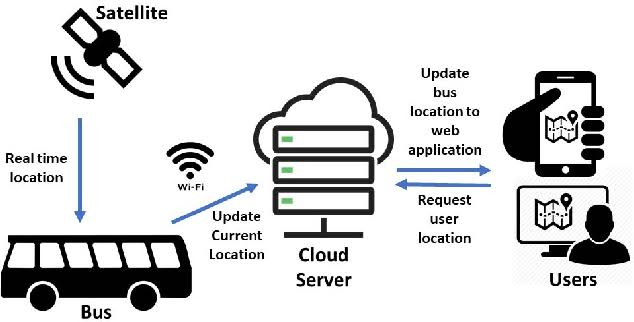 Satellite
Real time
location
Wi-Fi
Update
Current
Location
Bus
Cloud
Server
Update
bus
location to
web
application
Request
user
location
Users